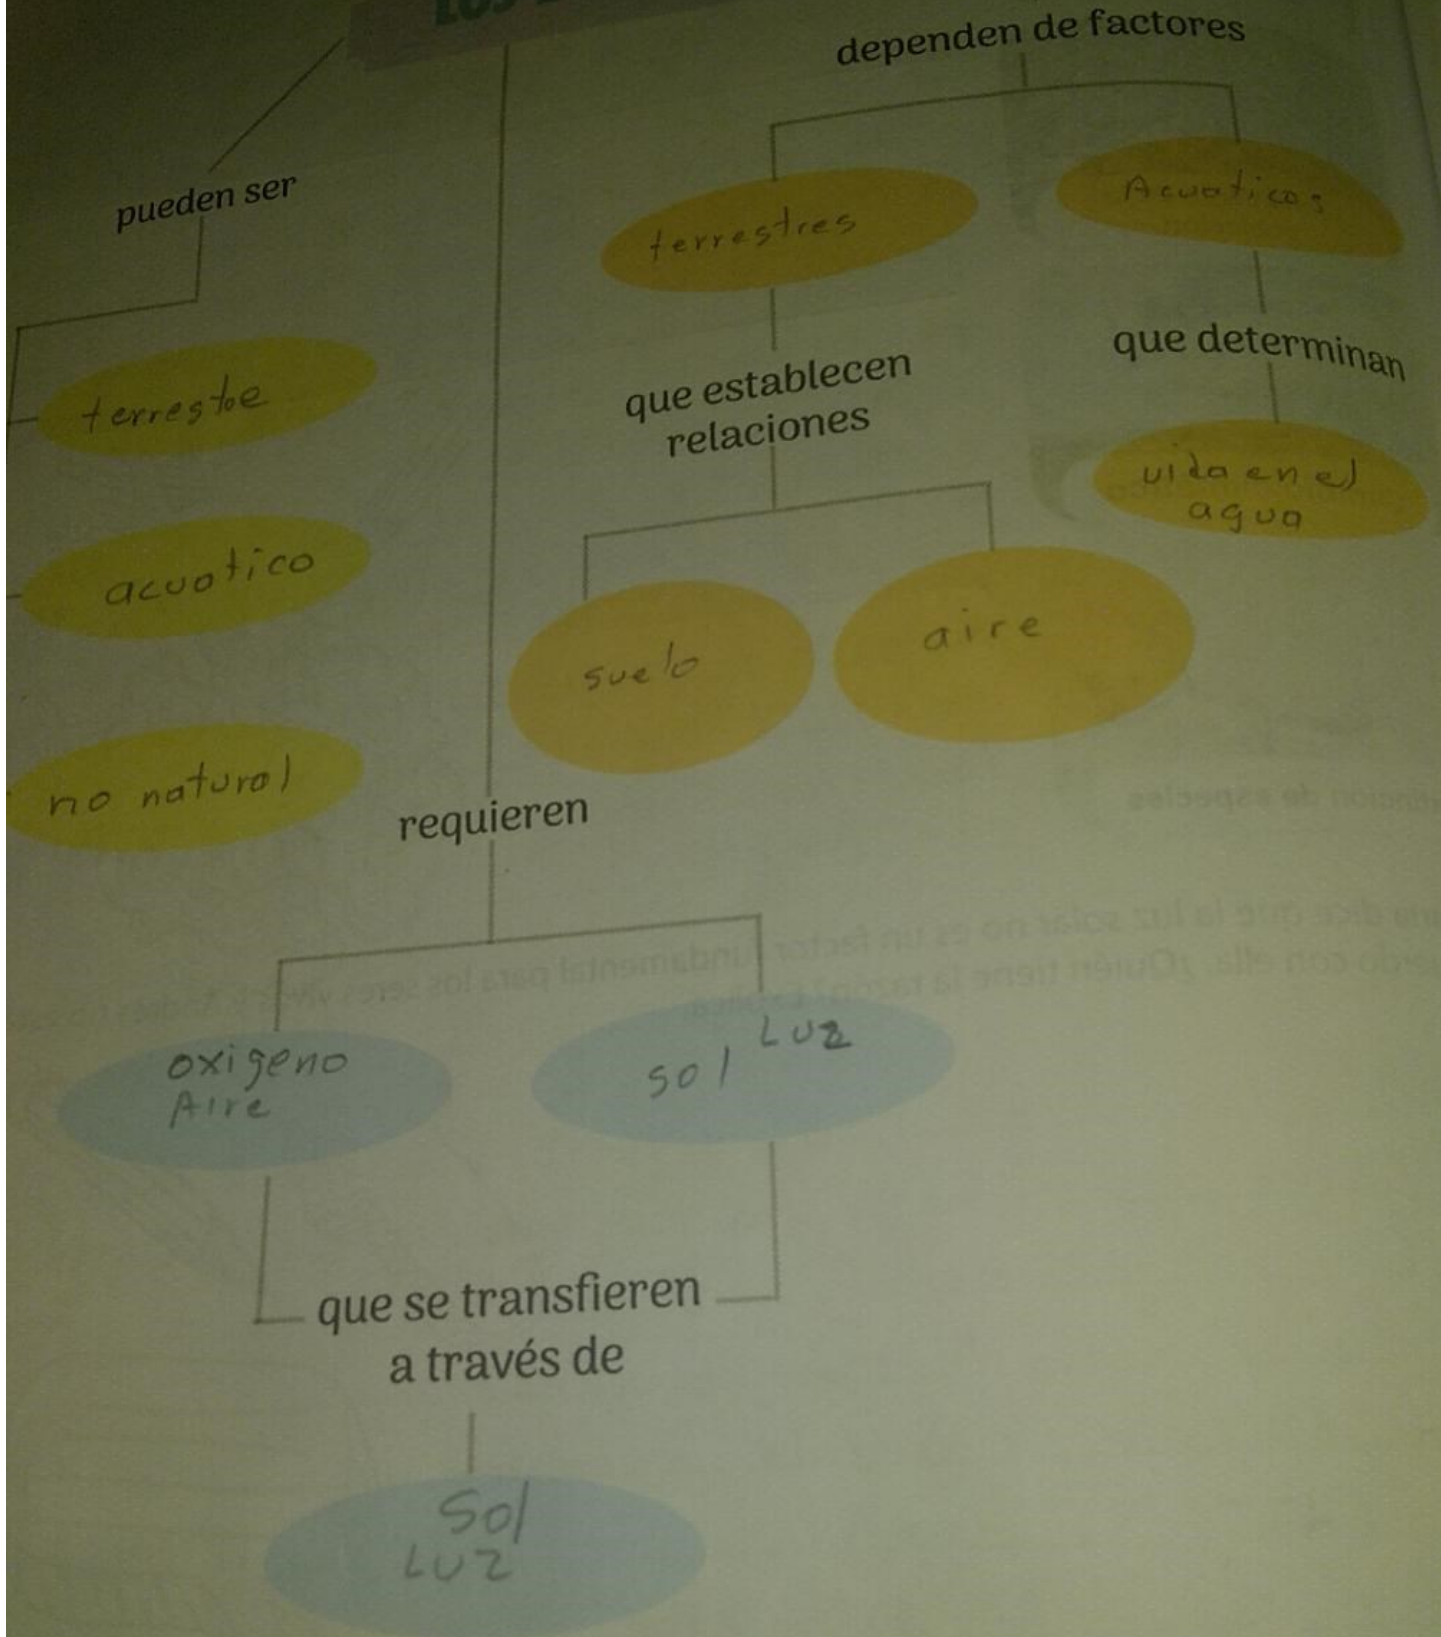 LOS
dependen de factores
pueden ser
terrestres
Acuaticos
terrestre
que establecen
relaciones
que determinan
vida en el
agua
acuatico
suelo
aire
no natural
requieren
oxigeno
Aire
sol Luz
que se transfieren
a través de
Sol
Luz